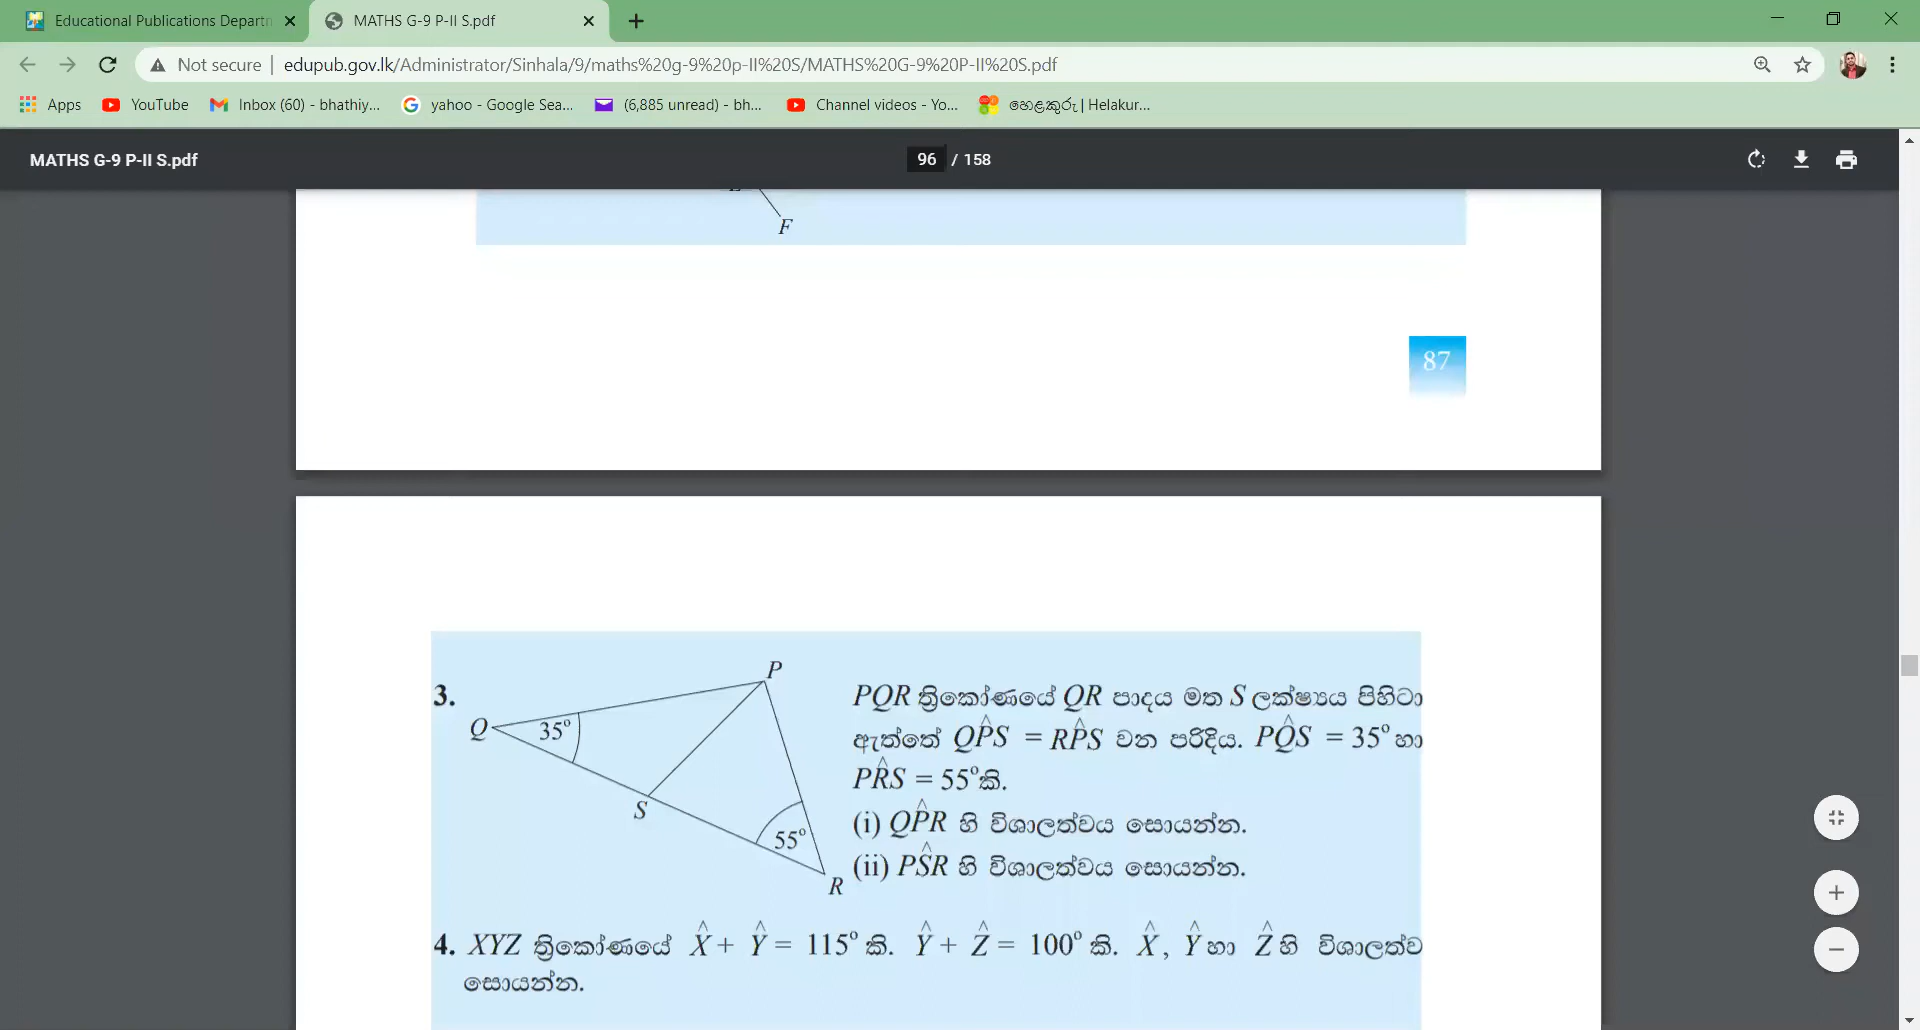 Educational Publications Departn
MATHS G-9 P-II S.pdf
Not secure | edupub.gov.lk/Administrator/Sinhala/9/maths%20g-9%20p-II%20S/MATHS%20G-9%20P-II%20S.pdf
Apps YouTube Inbox (60) - bhathiy... yahoo - Google Sea... (6,885 unread) - bh... Channel videos - Yo... හෙළකුරු | Helakur...
MATHS G-9 P-II S.pdf 96 / 158
F
87
3.
P
Q
35°
S
55°
R
PQR ත්‍රිකෝණයේ QR පාදය මත S ලක්ෂ්‍යය පිහිටා
ඇත්තේ QP̂S = RP̂S වන පරිදිය. PQ̂S = 35° හා
PR̂S = 55°කි.
(i) QP̂R හි විශාලත්වය සොයන්න.
(ii) PŜR හි විශාලත්වය සොයන්න.
4. XYZ ත්‍රිකෝණයේ X̂ + Ŷ = 115° කි. Ŷ + Ẑ = 100° කි. X̂, Ŷ හා Ẑ හි විශාලත්ව
සොයන්න.